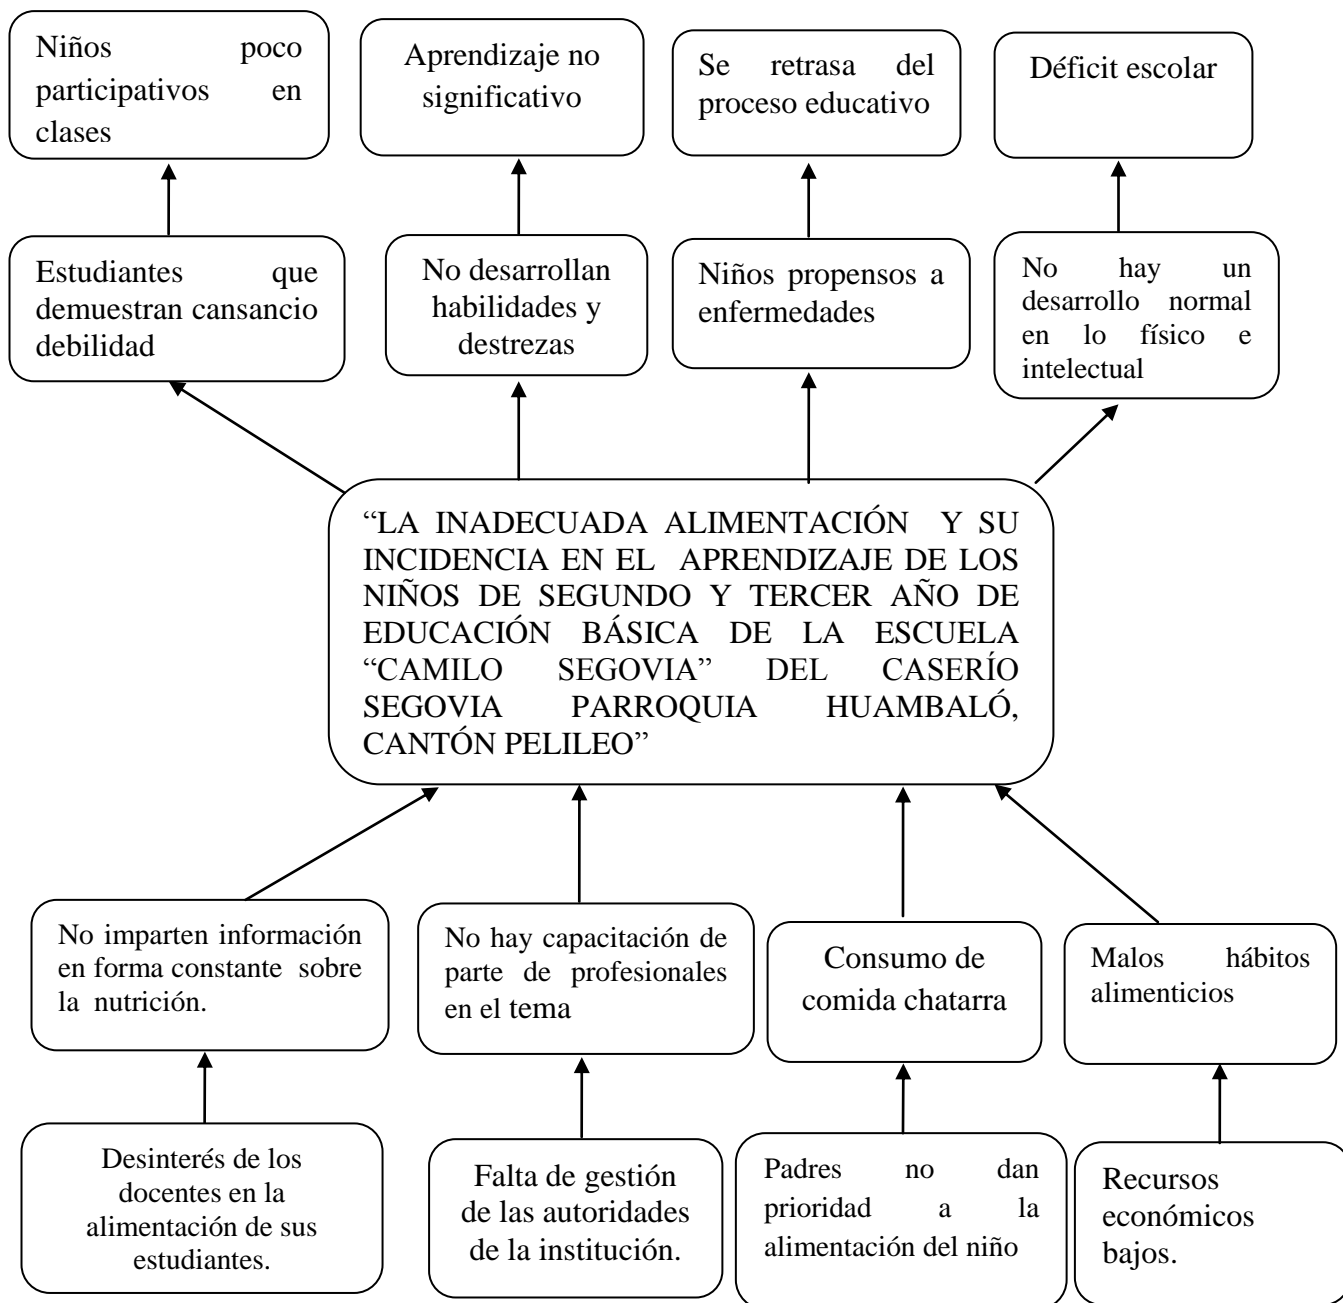 Niños poco
participativos en
clases
Aprendizaje no
significativo
Se retrasa del
proceso educativo
Déficit escolar
Estudiantes que
demuestran cansancio
debilidad
No desarrollan
habilidades y
destrezas
Niños propensos a
enfermedades
No hay un
desarrollo normal
en lo físico e
intelectual
“LA INADECUADA ALIMENTACIÓN Y SU
INCIDENCIA EN EL APRENDIZAJE DE LOS
NIÑOS DE SEGUNDO Y TERCER AÑO DE
EDUCACIÓN BÁSICA DE LA ESCUELA
“CAMILO SEGOVIA” DEL CASERÍO
SEGOVIA PARROQUIA HUAMBALÓ,
CANTÓN PELILEO”
No imparten información
en forma constante sobre
la nutrición.
No hay capacitación de
parte de profesionales
en el tema
Consumo de
comida chatarra
Malos hábitos
alimenticios
Desinterés de los
docentes en la
alimentación de sus
estudiantes.
Falta de gestión
de las autoridades
de la institución.
Padres no dan
prioridad a la
alimentación del niño
Recursos
económicos
bajos.